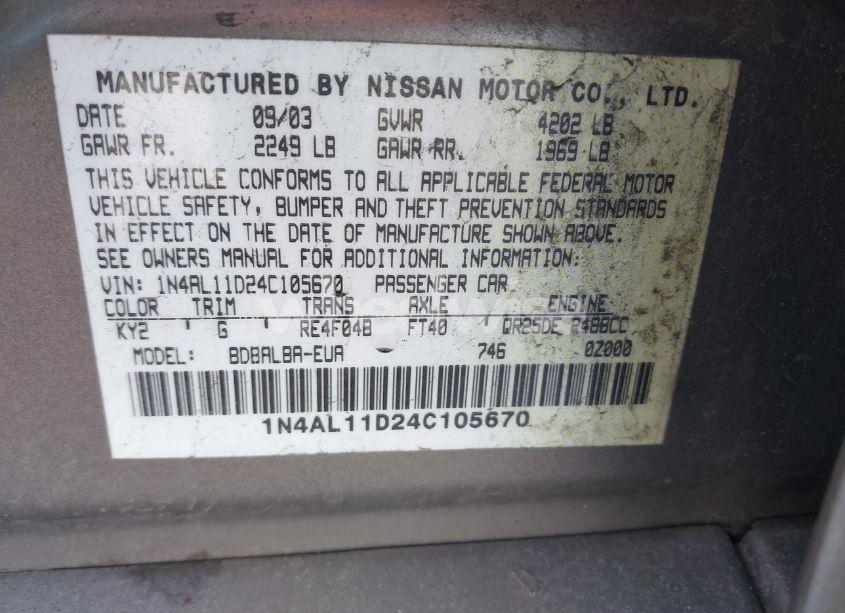 MANUFACTURED BY NISSAN MOTOR CO., LTD.
DATE 09/03 GVWR 4202 LB
GAWR FR. 2249 LB GAWR RR. 1969 LB
THIS VEHICLE CONFORMS TO ALL APPLICABLE FEDERAL MOTOR
VEHICLE SAFETY, BUMPER AND THEFT PREVENTION STANDARDS
IN EFFECT ON THE DATE OF MANUFACTURE SHOWN ABOVE.
SEE OWNERS MANUAL FOR ADDITIONAL INFORMATION:
VIN: 1N4AL11D24C105670 PASSENGER CAR
COLOR TRIM TRANS AXLE ENGINE
KY2 ' G ' RE4F04B FT40 ' QR25DE 2488CC
MODEL: BDBALBA-EUA 746 0Z000
1N4AL11D24C105670